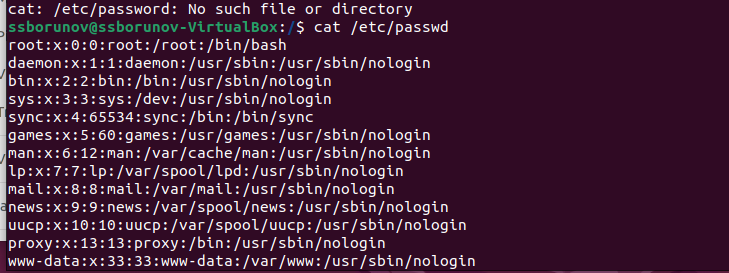 cat: /etc/password: No such file or directory
ssborunov@ssborunov-VirtualBox:/$ cat /etc/passwd
root:x:0:0:root:/root:/bin/bash
daemon:x:1:1:daemon:/usr/sbin:/usr/sbin/nologin
bin:x:2:2:bin:/bin:/usr/sbin/nologin
sys:x:3:3:sys:/dev:/usr/sbin/nologin
sync:x:4:65534:sync:/bin:/bin/sync
games:x:5:60:games:/usr/games:/usr/sbin/nologin
man:x:6:12:man:/var/cache/man:/usr/sbin/nologin
lp:x:7:7:lp:/var/spool/lpd:/usr/sbin/nologin
mail:x:8:8:mail:/var/mail:/usr/sbin/nologin
news:x:9:9:news:/var/spool/news:/usr/sbin/nologin
uucp:x:10:10:uucp:/var/spool/uucp:/usr/sbin/nologin
proxy:x:13:13:proxy:/bin:/usr/sbin/nologin
www-data:x:33:33:www-data:/var/www:/usr/sbin/nologin